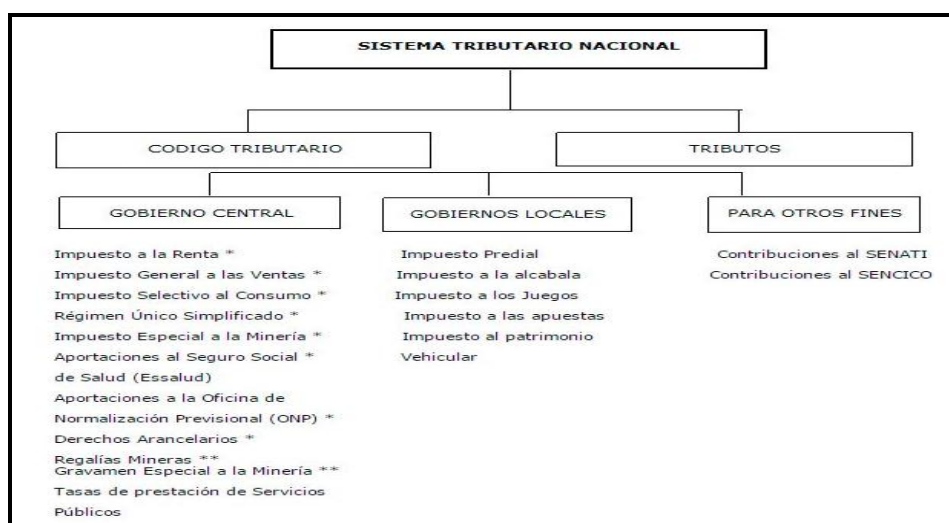 SISTEMA TRIBUTARIO NACIONAL
CODIGO TRIBUTARIO
TRIBUTOS
GOBIERNO CENTRAL
Impuesto a la Renta *
Impuesto General a las Ventas *
Impuesto Selectivo al Consumo *
Régimen Único Simplificado *
Impuesto Especial a la Minería *
Aportaciones al Seguro Social *
de Salud (Essalud)
Aportaciones a la Oficina de
Normalización Previsional (ONP) *
Derechos Arancelarios *
Regalías Mineras **
Gravamen Especial a la Minería **
Tasas de prestación de Servicios
Públicos
GOBIERNOS LOCALES
Impuesto Predial
Impuesto a la alcabala
Impuesto a los Juegos
Impuesto a las apuestas
Impuesto al patrimonio
Vehicular
PARA OTROS FINES
Contribuciones al SENATI
Contribuciones al SENCICO